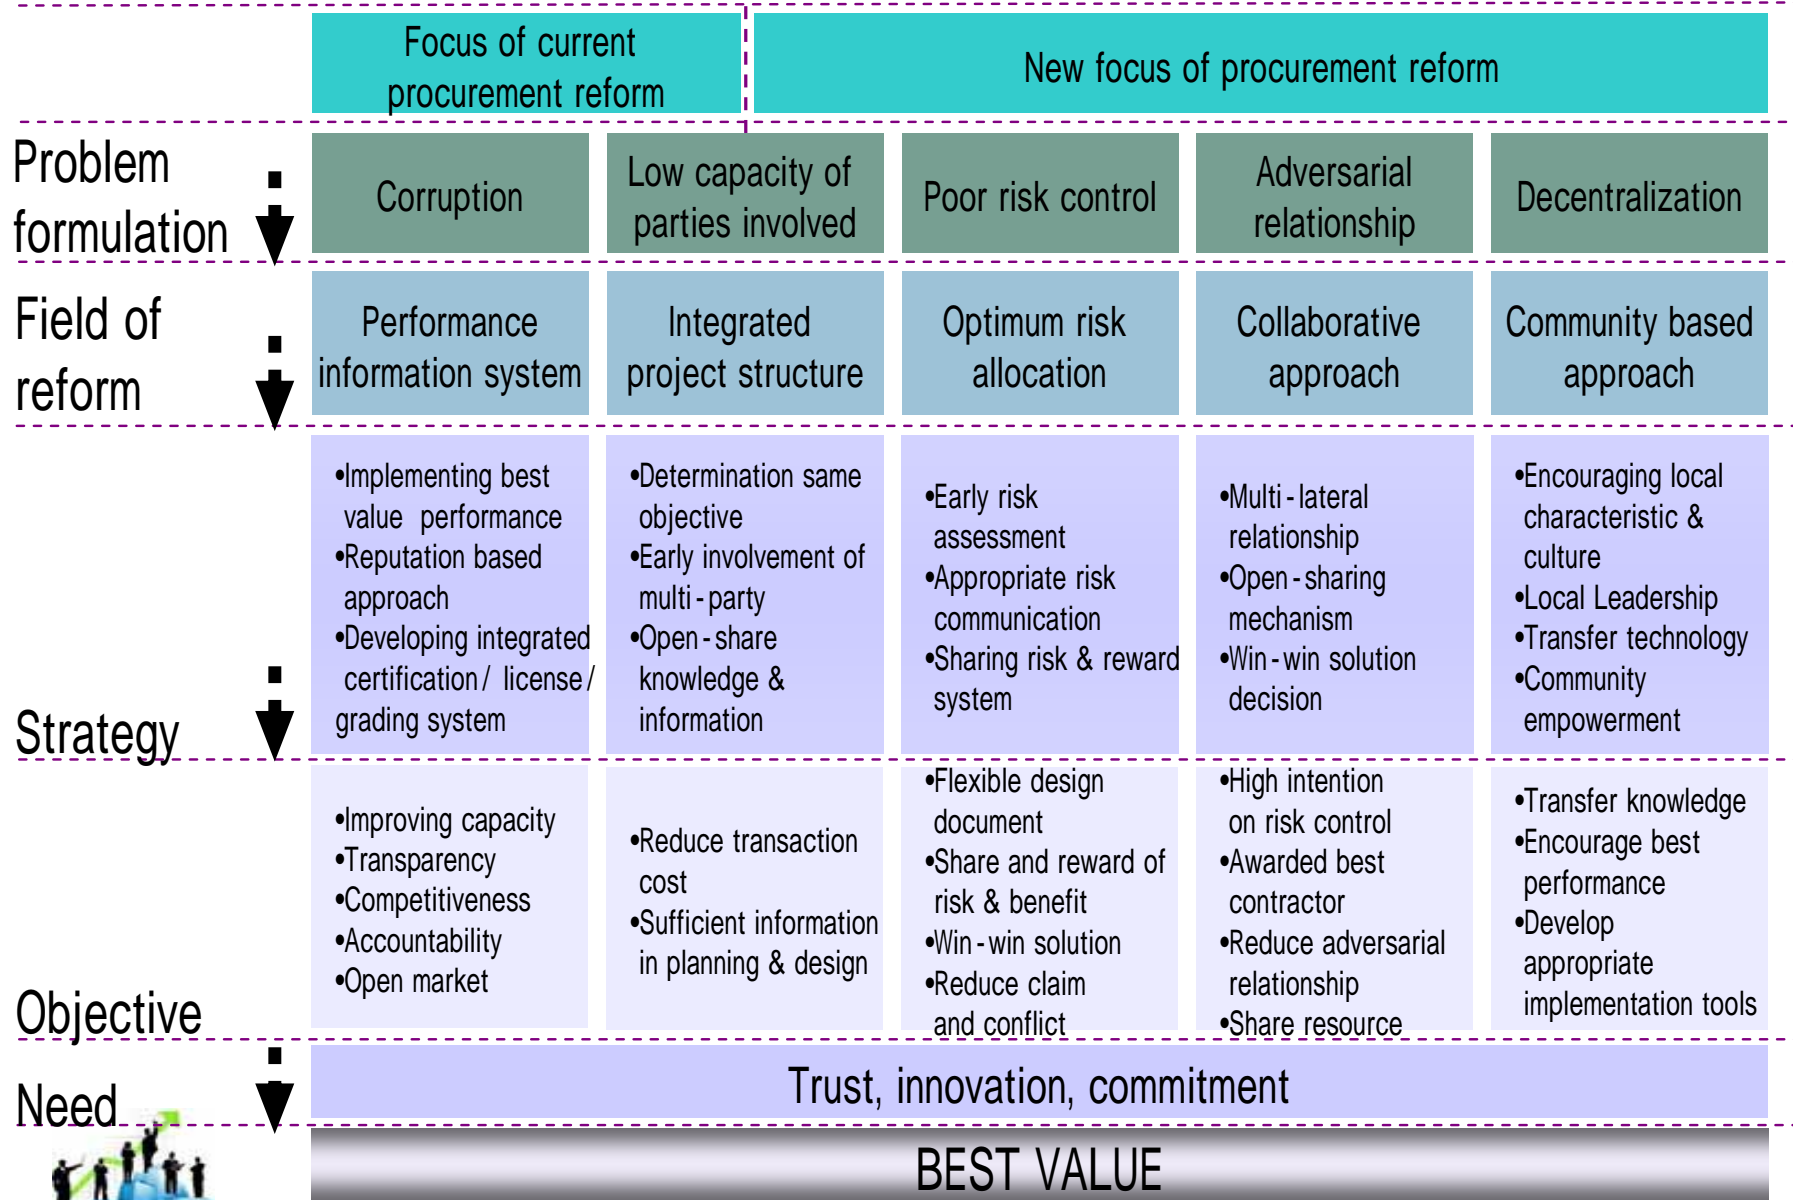 Focus of current
procurement reform
New focus of procurement reform
Problem
formulation
Corruption
Low capacity of
parties involved
Poor risk control
Adversarial
relationship
Decentralization
Field of
reform
Performance
information system
Integrated
project structure
Optimum risk
allocation
Collaborative
approach
Community based
approach
Strategy
•Implementing best
value performance
•Reputation based
approach
•Developing integrated
certification / license /
grading system
•Determination same
objective
•Early involvement of
multi-party
•Open-share
knowledge &
information
•Early risk
assessment
•Appropriate risk
communication
•Sharing risk & reward
system
•Multi-lateral
relationship
•Open-sharing
mechanism
•Win-win solution
decision
•Encouraging local
characteristic &
culture
•Local Leadership
•Transfer technology
•Community
empowerment
Objective
•Improving capacity
•Transparency
•Competitiveness
•Accountability
•Open market
•Reduce transaction
cost
•Sufficient information
in planning & design
•Flexible design
document
•Share and reward of
risk & benefit
•Win-win solution
•Reduce claim
and conflict
•High intention
on risk control
•Awarded best
contractor
•Reduce adversarial
relationship
•Share resource
•Transfer knowledge
•Encourage best
performance
•Develop
appropriate
implementation tools
Need
Trust, innovation, commitment
BEST VALUE